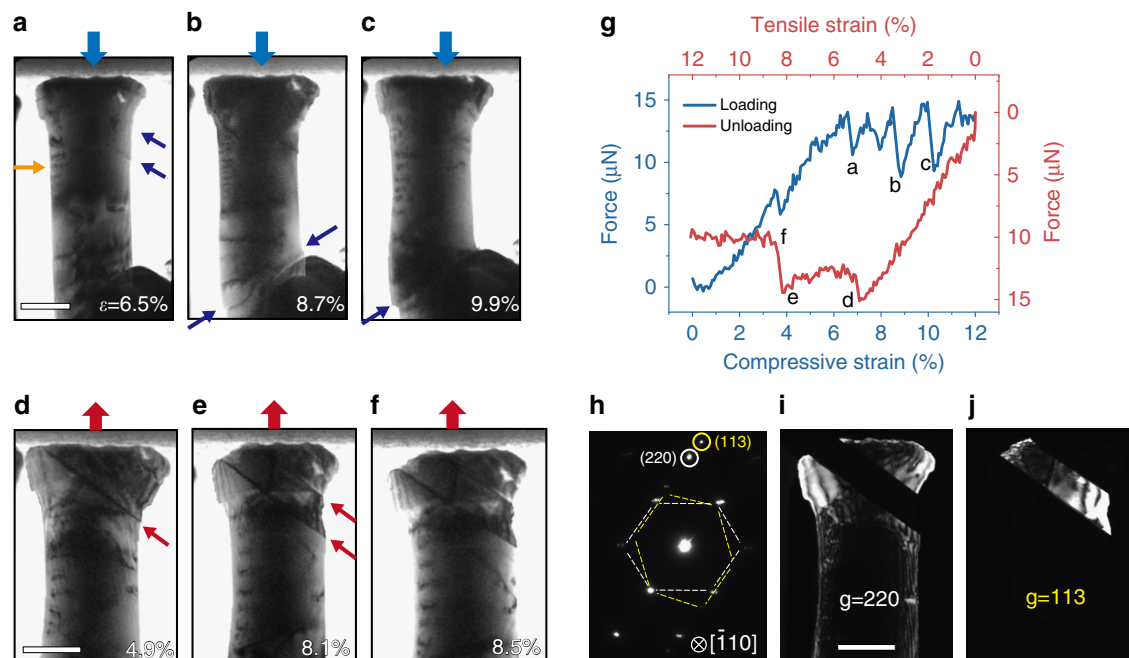 a
b
c
ε=6.5%
8.7%
9.9%
g
Tensile strain (%)
12 10 8 6 4 2 0
Loading
Unloading
15
10
5
0
Force (μN)
0
5
10
15
Force (μN)
a
b
c
f
e
d
0 2 4 6 8 10 12
Compressive strain (%)
d
e
f
4.9%
8.1%
8.5%
h
i
j
(113)
(220)
⊗[1̄10]
g=220
g=113